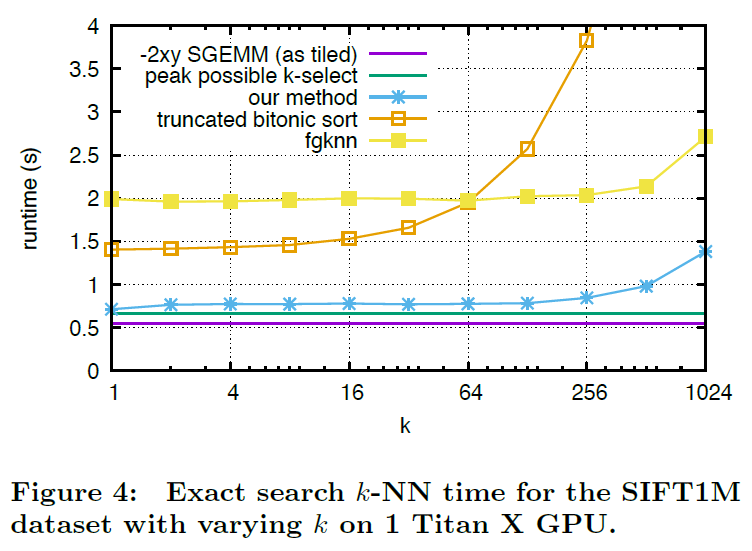 4
3.5
3
2.5
2
1.5
1
0.5
0
runtime (s)
-2xy SGEMM (as tiled)
peak possible k-select
our method
truncated bitonic sort
fgknn
1 4 16 64 256 1024
k
Figure 4: Exact search k-NN time for the SIFT1M
dataset with varying k on 1 Titan X GPU.